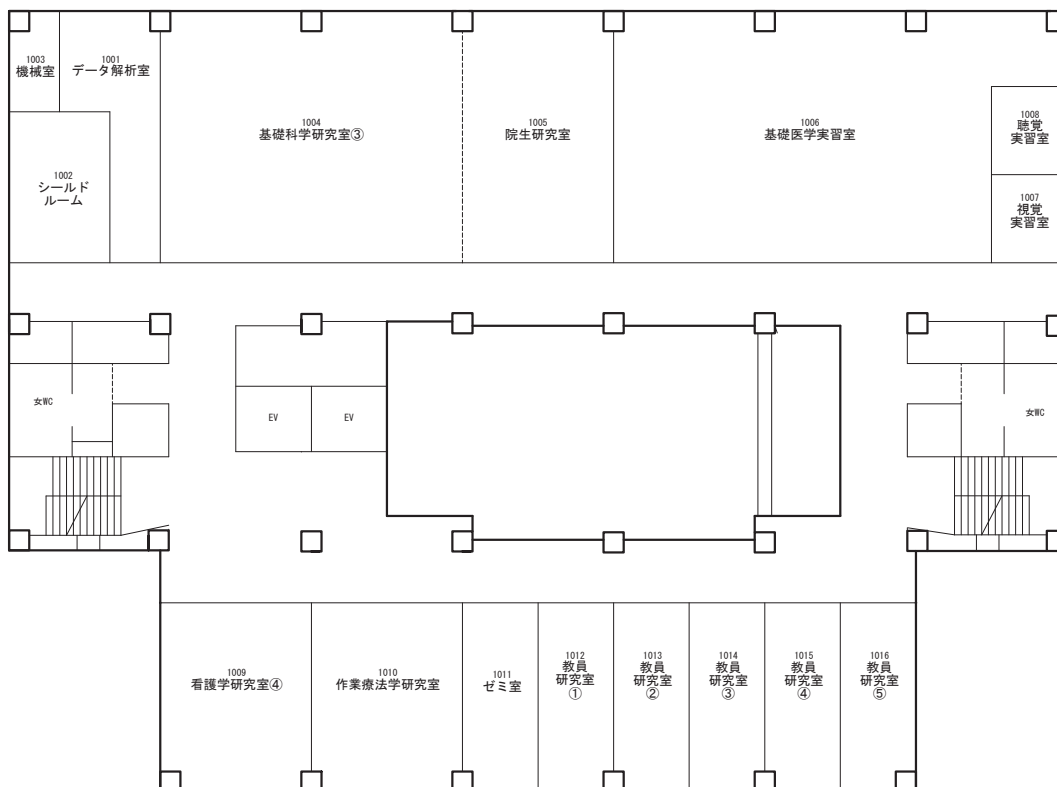 1003
機械室
1001
データ解析室
1002
シールド
ルーム
1004
基礎科学研究室③
1005
院生研究室
1006
基礎医学実習室
1008
聴覚
実習室
1007
視覚
実習室
女WC
EV
EV
女WC
1009
看護学研究室④
1010
作業療法学研究室
1011
ゼミ室
1012
教員
研究室
①
1013
教員
研究室
②
1014
教員
研究室
③
1015
教員
研究室
④
1016
教員
研究室
⑤